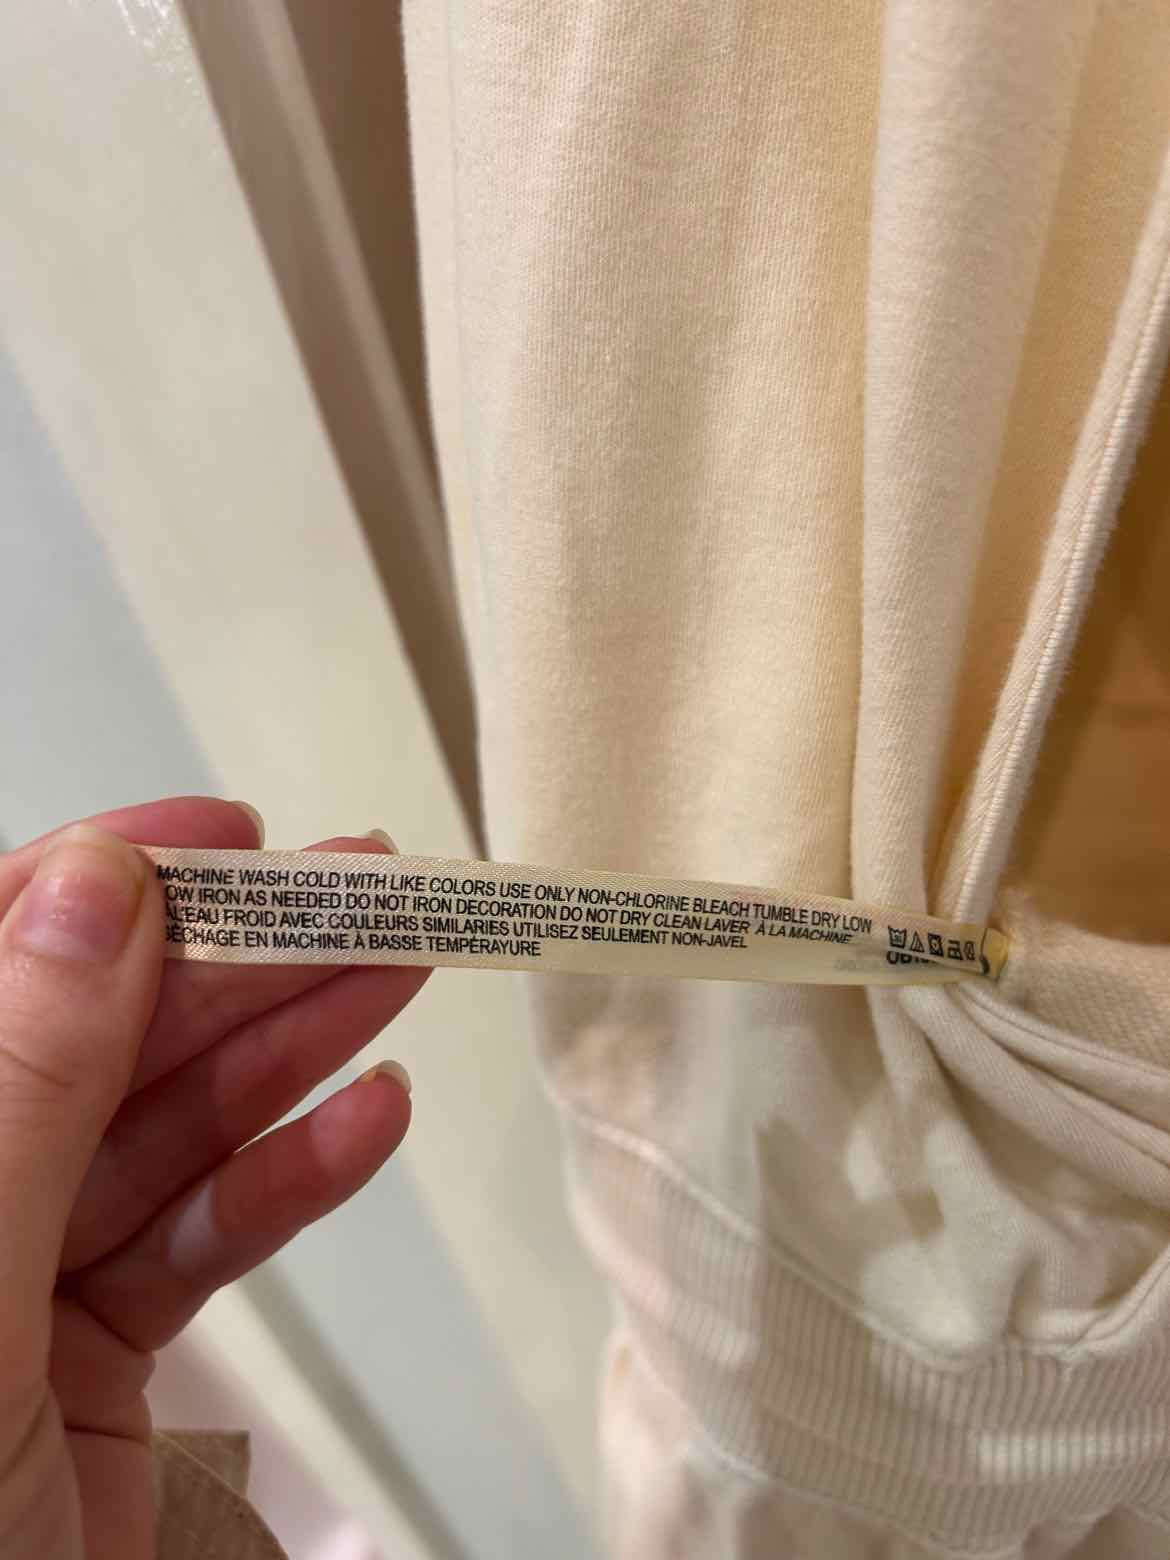 MACHINE WASH COLD WITH LIKE COLORS USE ONLY NON-CHLORINE BLEACH TUMBLE DRY LOW
IRON AS NEEDED DO NOT IRON DECORATION DO NOT DRY CLEAN LAVER À LA MACHINE
À L'EAU FROID AVEC COULEURS SIMILARIES UTILISEZ SEULEMENT NON-JAVEL
SÉCHAGE EN MACHINE À BASSE TEMPÉRAYURE